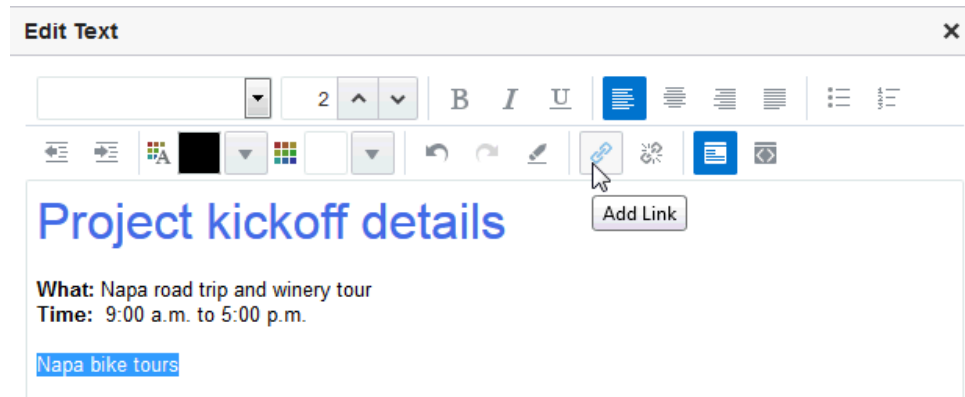 Edit Text
2
B I U
Add Link
Project kickoff details
What: Napa road trip and winery tour
Time: 9:00 a.m. to 5:00 p.m.
Napa bike tours